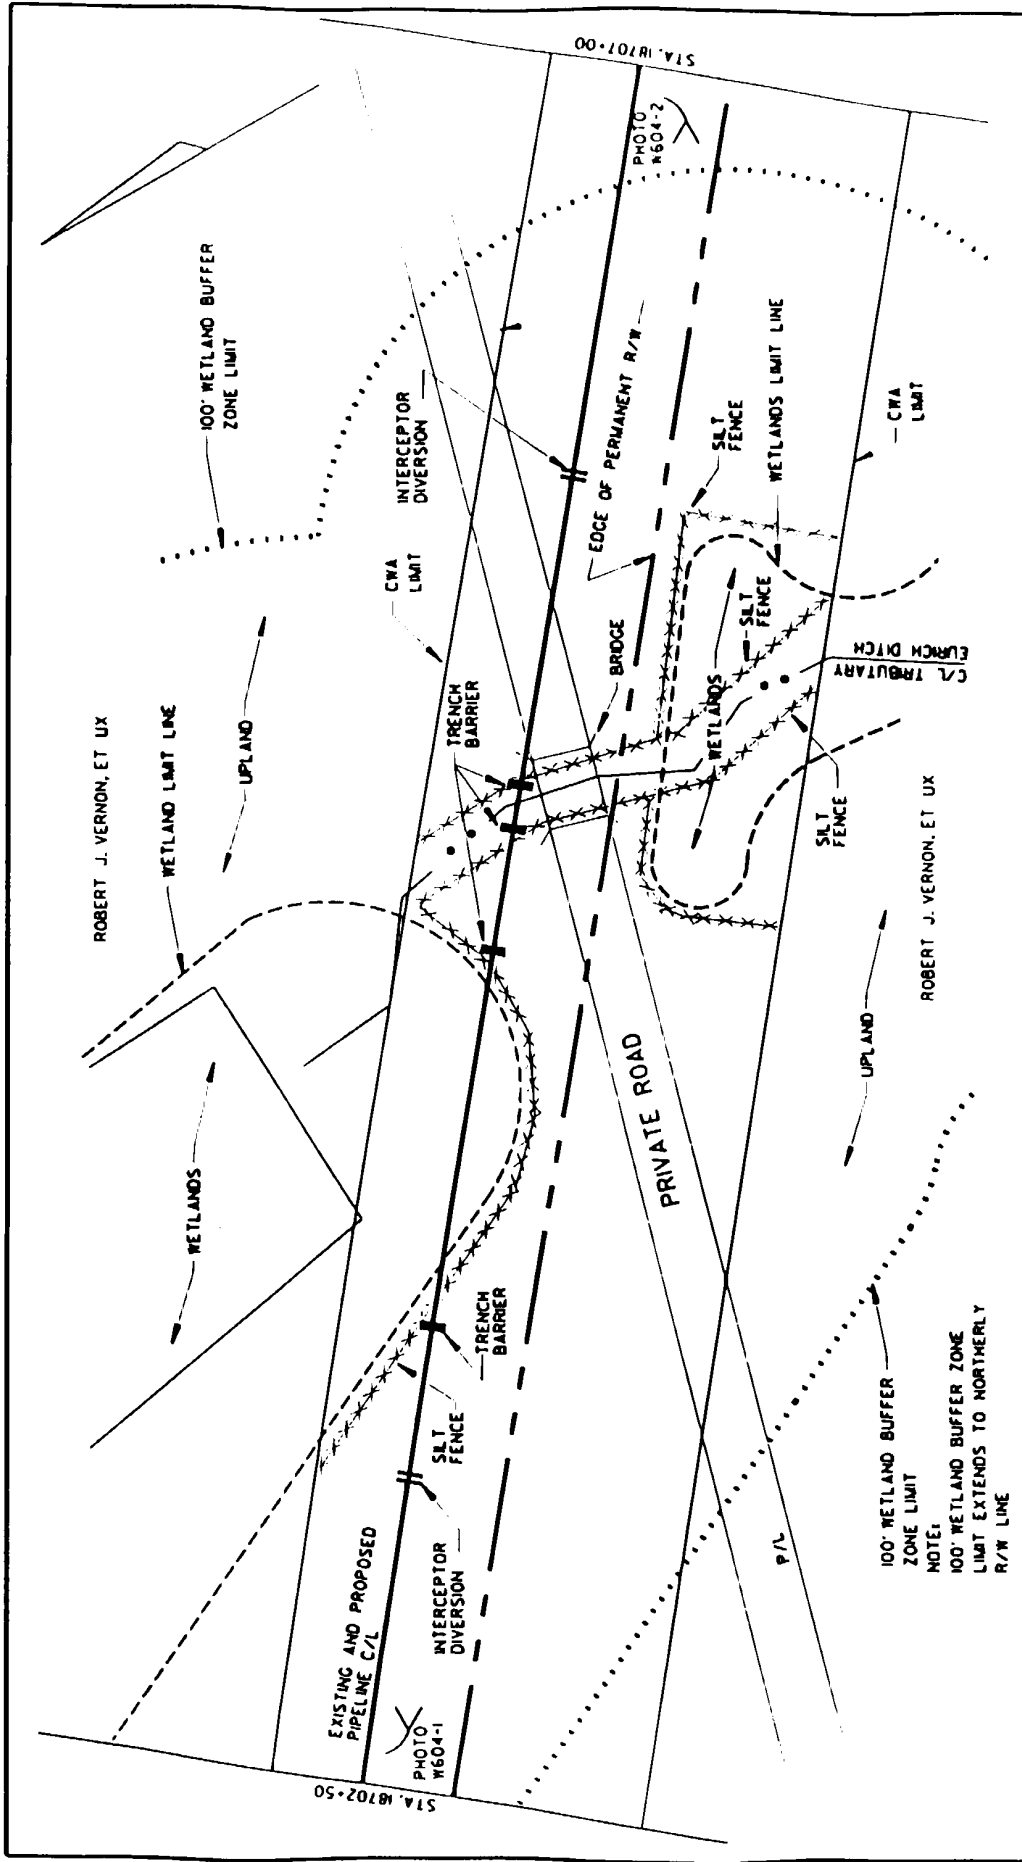 STA. 18707+00
PHOTO
W604-2
100' WETLAND BUFFER
ZONE LIMIT
INTERCEPTOR
DIVERSION
CWA
LIMIT
EDGE OF PERMANENT R/W
SILT
FENCE
WETLANDS LIMIT LINE
CWA
LIMIT
ROBERT J. VERNON, ET UX
WETLAND LIMIT LINE
UPLAND
TRENCH
BARRIER
BRIDGE
WETLANDS
SILT
FENCE
C/L TRIBUTARY
EURICH DITCH
SILT
FENCE
ROBERT J. VERNON, ET UX
UPLAND
WETLANDS
PRIVATE ROAD
TRENCH
BARRIER
SILT
FENCE
INTERCEPTOR
DIVERSION
EXISTING AND PROPOSED
PIPELINE C/L
PHOTO
W604-1
STA. 18702+50
P/L
100' WETLAND BUFFER
ZONE LIMIT
NOTE:
100' WETLAND BUFFER ZONE
LIMIT EXTENDS TO NORTHERLY
R/W LINE